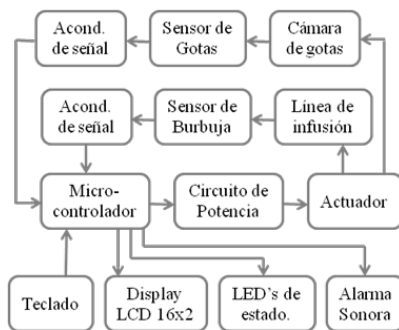 Acond.
de señal
Sensor de
Gotas
Cámara
de gotas
Acond.
de señal
Sensor de
Burbuja
Línea de
infusión
Micro-
controlador
Circuito de
Potencia
Actuador
Teclado
Display
LCD 16x2
LED's de
estado.
Alarma
Sonora